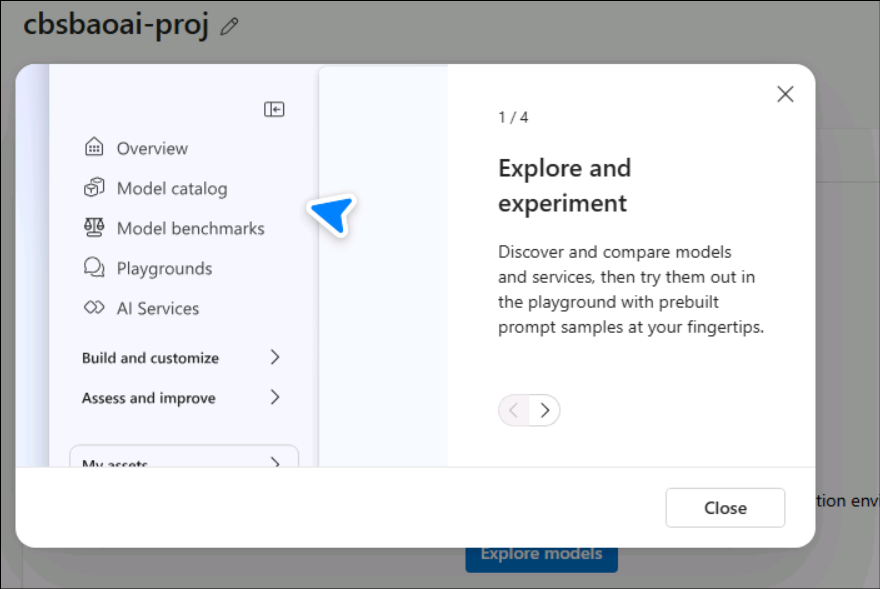 cbsbaoai-proj
Overview
Model catalog
Model benchmarks
Playgrounds
AI Services
Build and customize
Assess and improve
My assets
1 / 4
Explore and
experiment
Discover and compare models
and services, then try them out in
the playground with prebuilt
prompt samples at your fingertips.
Close
tion env
Explore models